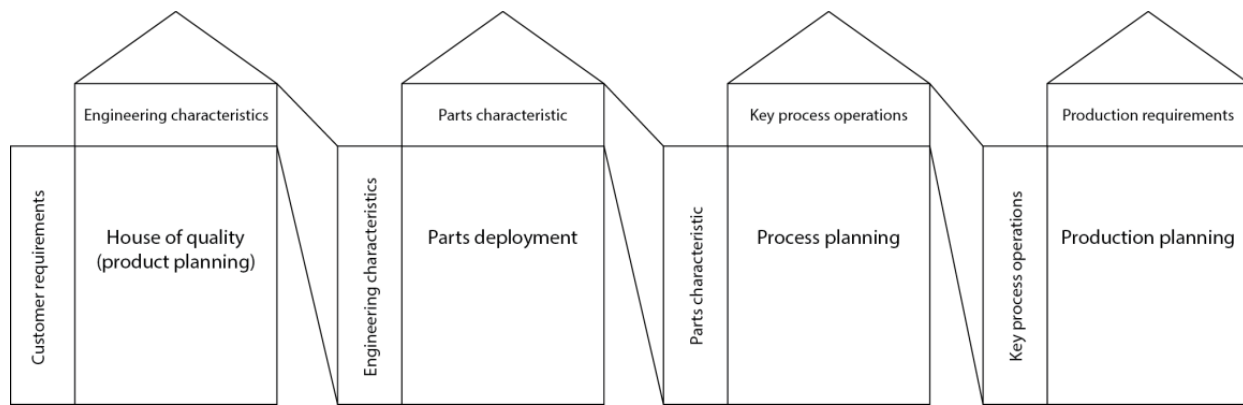 Engineering characteristics
Parts characteristic
Key process operations
Production requirements
Customer requirements
House of quality
(product planning)
Engineering characteristics
Parts deployment
Parts characteristic
Process planning
Key process operations
Production planning